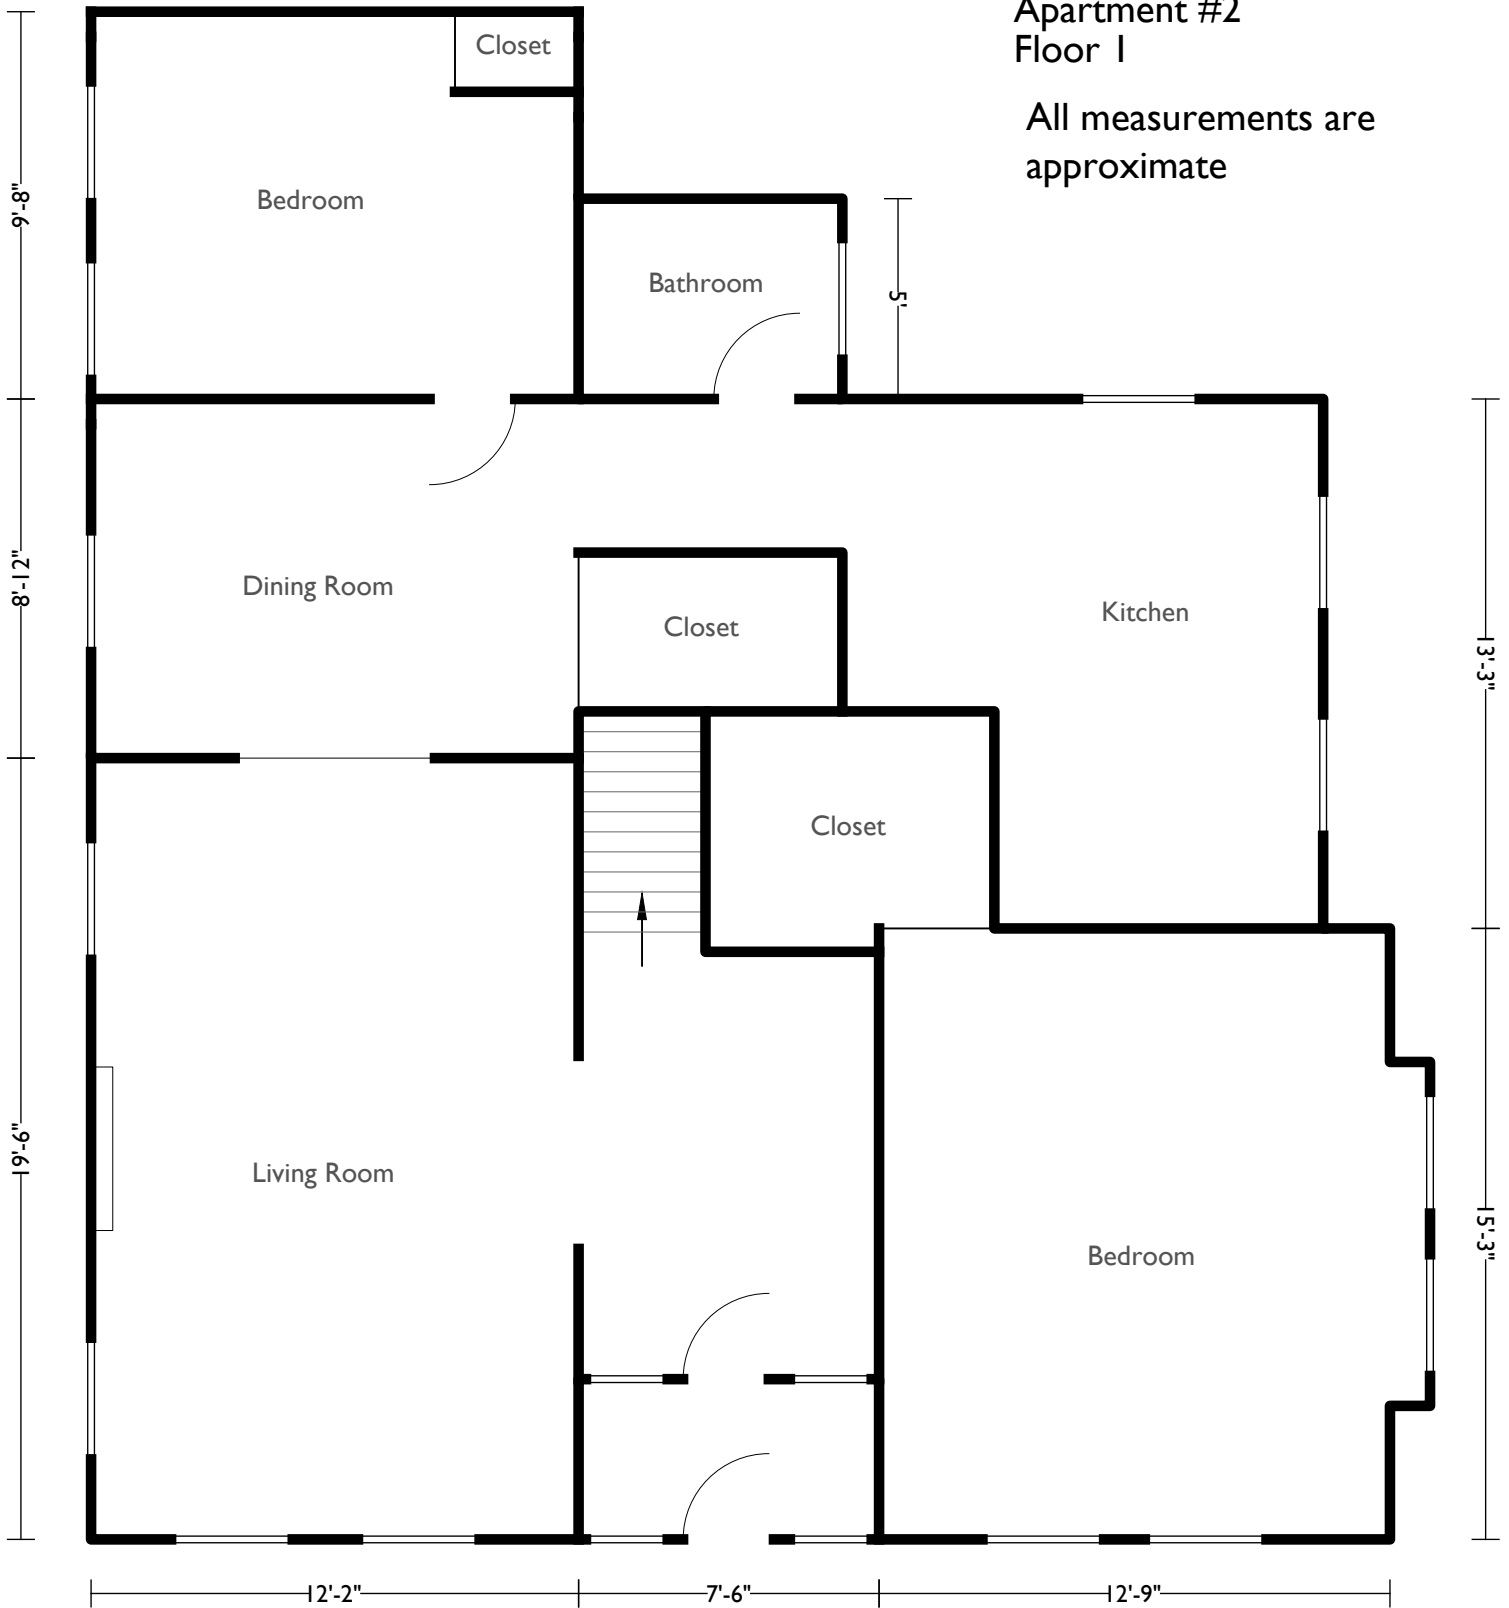 Apartment #2
Floor 1
All measurements are
approximate
Closet
Bedroom
9'-8"
Bathroom
5'
Dining Room
8'-12"
Closet
Kitchen
13'-3"
Closet
Living Room
19'-6"
Bedroom
15'-3"
12'-2"
7'-6"
12'-9"